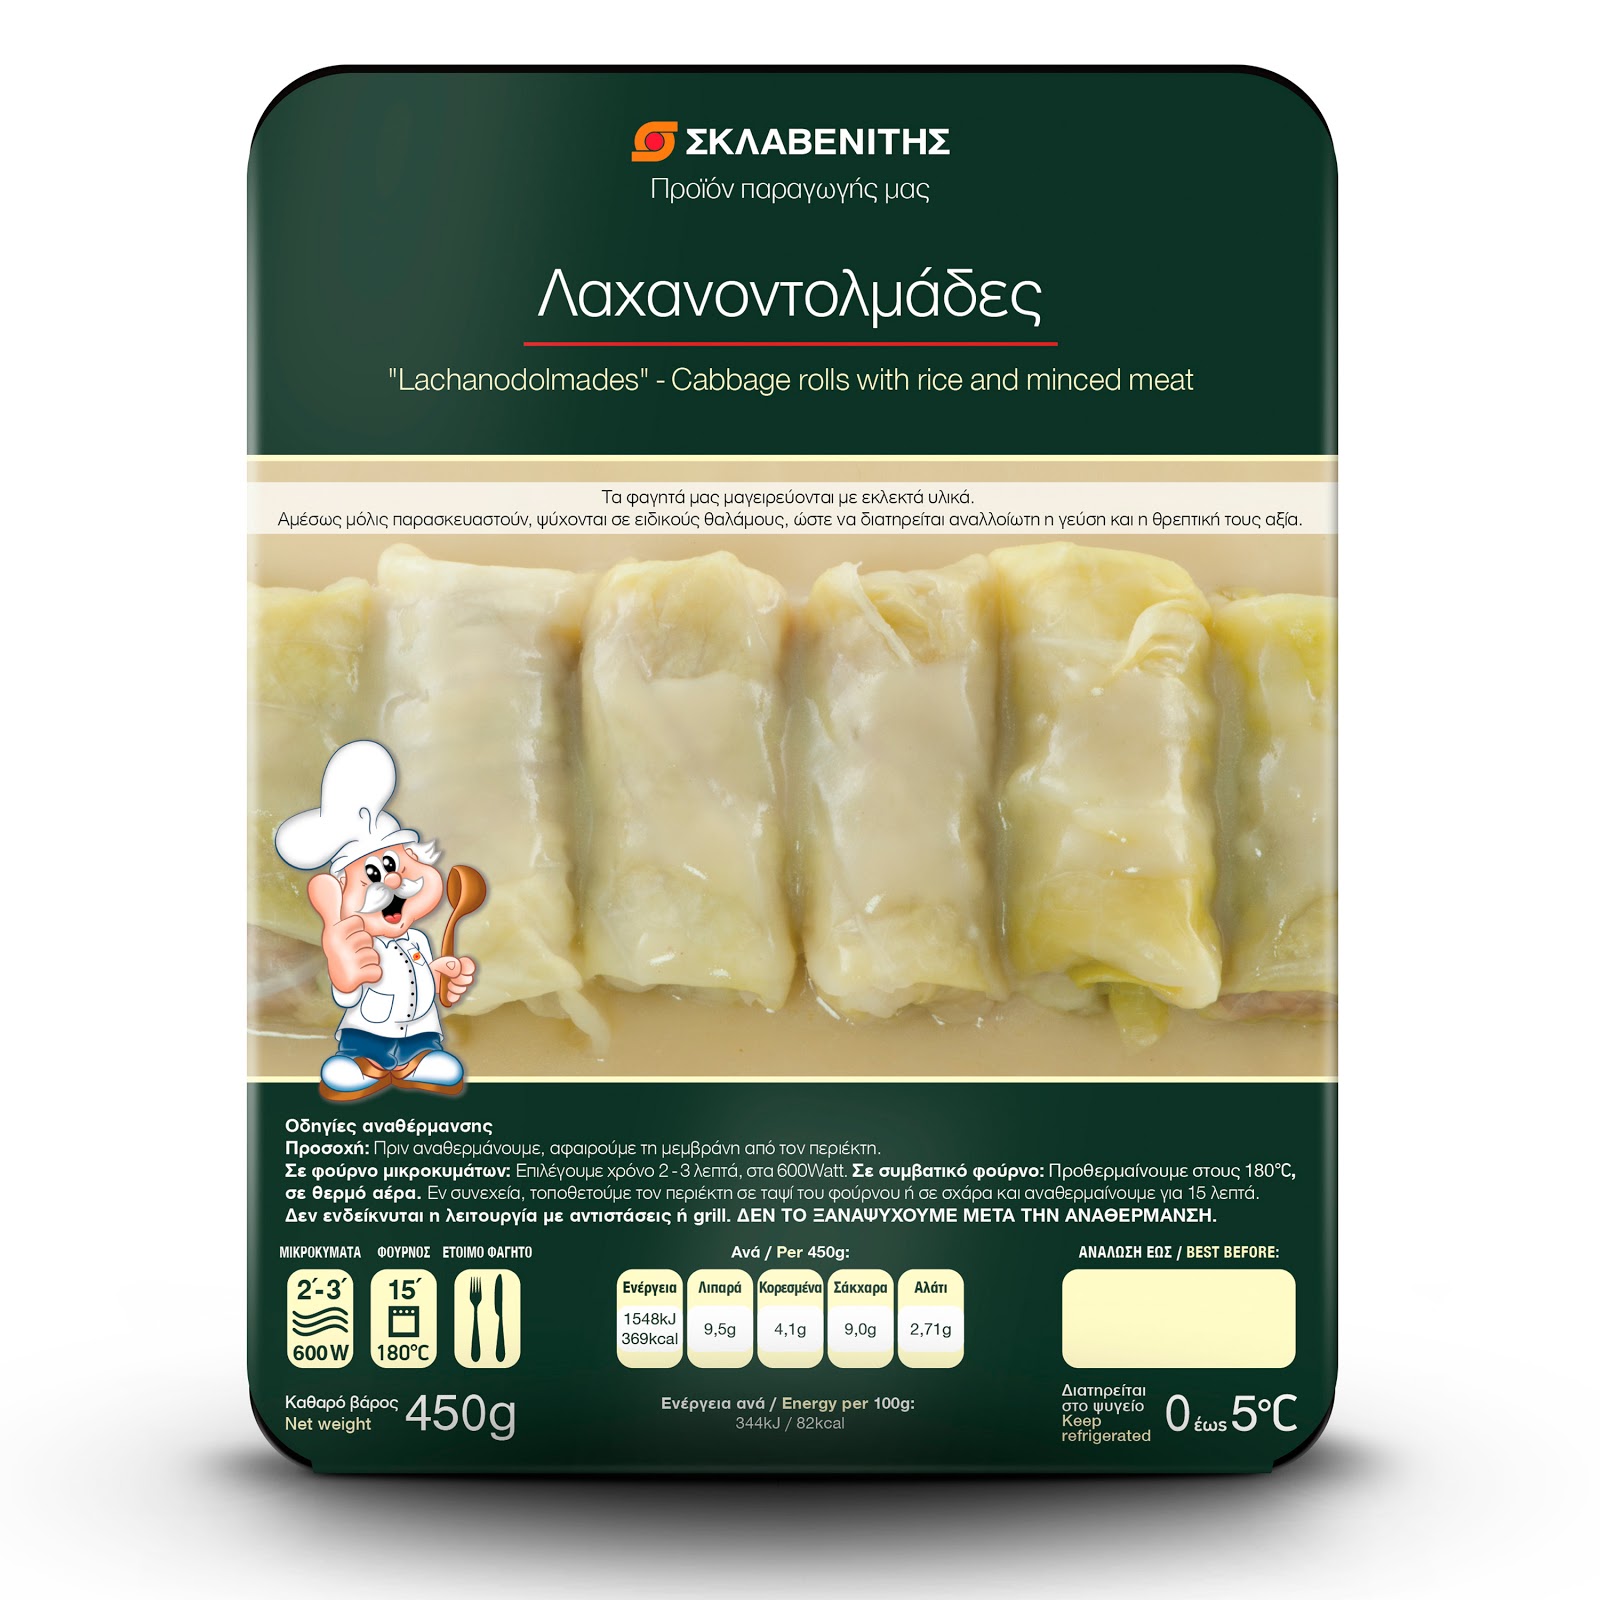 ΣΚΛΑΒΕΝΙΤΗΣ
Προϊόν παραγωγής μας
Λαχανοντολμάδες
"Lachanodolmades" - Cabbage rolls with rice and minced meat
Τα φαγητά μας μαγειρεύονται με εκλεκτά υλικά.
Αμέσως μόλις παρασκευαστούν, ψύχονται σε ειδικούς θαλάμους, ώστε να διατηρείται αναλλοίωτη η γεύση και η θρεπτική τους αξία.
Οδηγίες αναθέρμανσης
Προσοχή: Πριν αναθερμάνουμε, αφαιρούμε τη μεμβράνη από τον περιέκτη.
Σε φούρνο μικροκυμάτων: Επιλέγουμε χρόνο 2 - 3 λεπτά, στα 600Watt. Σε συμβατικό φούρνο: Προθερμαίνουμε στους 180°C,
σε θερμό αέρα. Εν συνεχεία, τοποθετούμε τον περιέκτη σε ταψί του φούρνου ή σε σχάρα και αναθερμαίνουμε για 15 λεπτά.
Δεν ενδείκνυται η λειτουργία με αντιστάσεις ή grill. ΔΕΝ ΤΟ ΞΑΝΑΨΥΧΟΥΜΕ ΜΕΤΑ ΤΗΝ ΑΝΑΘΕΡΜΑΝΣΗ.
ΜΙΚΡΟΚΥΜΑΤΑ ΦΟΥΡΝΟΣ ΕΤΟΙΜΟ ΦΑΓΗΤΟ
2΄-3΄ 15΄
600 W 180°C
Ανά / Per 450g:
Ενέργεια Λιπαρά Κορεσμένα Σάκχαρα Αλάτι
1548kJ
369kcal 9,5g 4,1g 9,0g 2,71g
ΑΝΑΛΩΣΗ ΕΩΣ / BEST BEFORE:
Καθαρό βάρος
Net weight 450g
Ενέργεια ανά / Energy per 100g:
344kJ / 82kcal
Διατηρείται
στο ψυγείο
Keep
refrigerated
0 έως 5°C